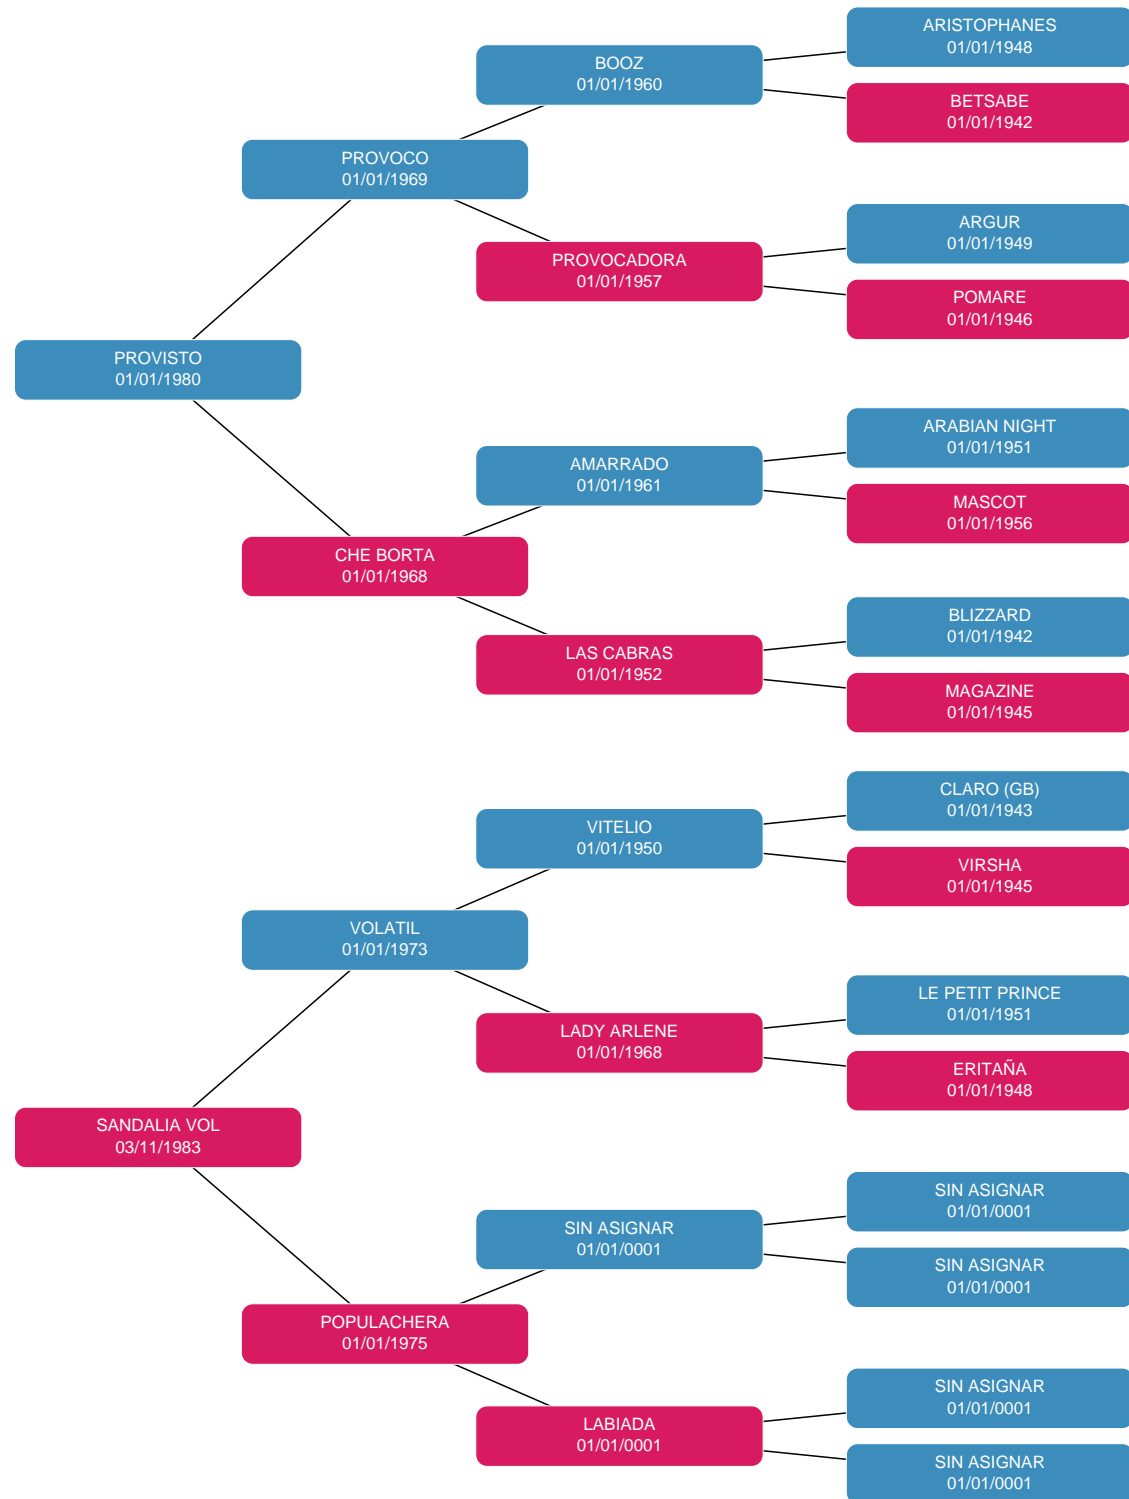 ARISTOPHANES
01/01/1948
BOOZ
01/01/1960
BETSABE
01/01/1942
PROVOCO
01/01/1969
ARGUR
01/01/1949
PROVOCADORA
01/01/1957
POMARE
01/01/1946
PROVISTO
01/01/1980
ARABIAN NIGHT
01/01/1951
AMARRADO
01/01/1961
MASCOT
01/01/1956
CHE BORTA
01/01/1968
BLIZZARD
01/01/1942
LAS CABRAS
01/01/1952
MAGAZINE
01/01/1945
CLARO (GB)
01/01/1943
VITELIO
01/01/1950
VIRSHA
01/01/1945
VOLATIL
01/01/1973
LE PETIT PRINCE
01/01/1951
LADY ARLENE
01/01/1968
ERITAÑA
01/01/1948
SANDALIA VOL
03/11/1983
SIN ASIGNAR
01/01/0001
SIN ASIGNAR
01/01/0001
SIN ASIGNAR
01/01/0001
POPULACHERA
01/01/1975
SIN ASIGNAR
01/01/0001
LABIADA
01/01/0001
SIN ASIGNAR
01/01/0001